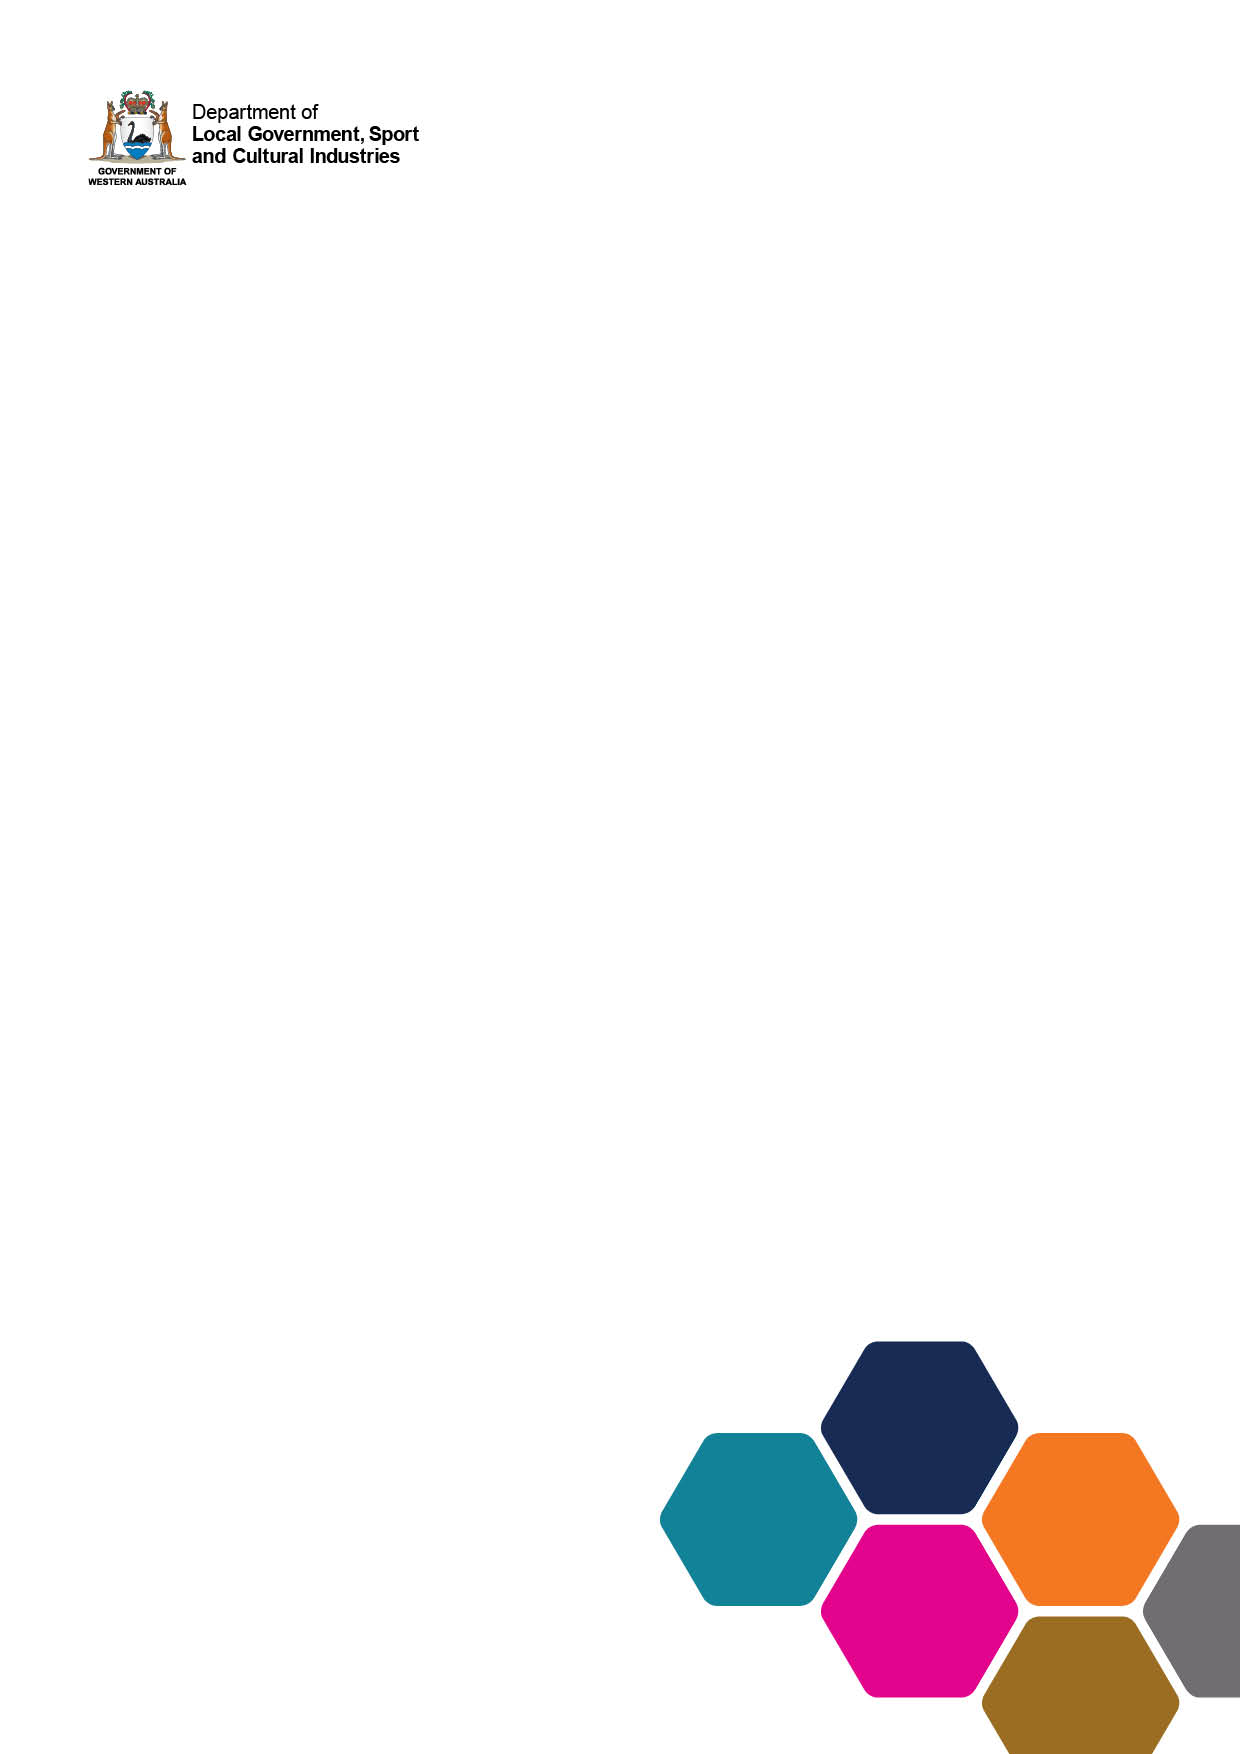 Department of
Local Government, Sport
and Cultural Industries
GOVERNMENT OF
WESTERN AUSTRALIA